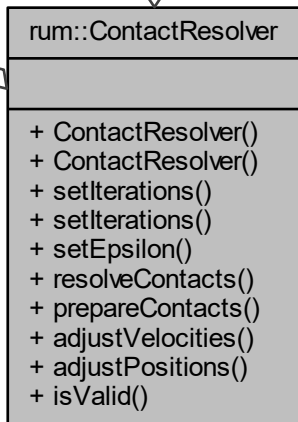 rum::ContactResolver
+ ContactResolver()
+ ContactResolver()
+ setIterations()
+ setIterations()
+ setEpsilon()
+ resolveContacts()
+ prepareContacts()
+ adjustVelocities()
+ adjustPositions()
+ isValid()